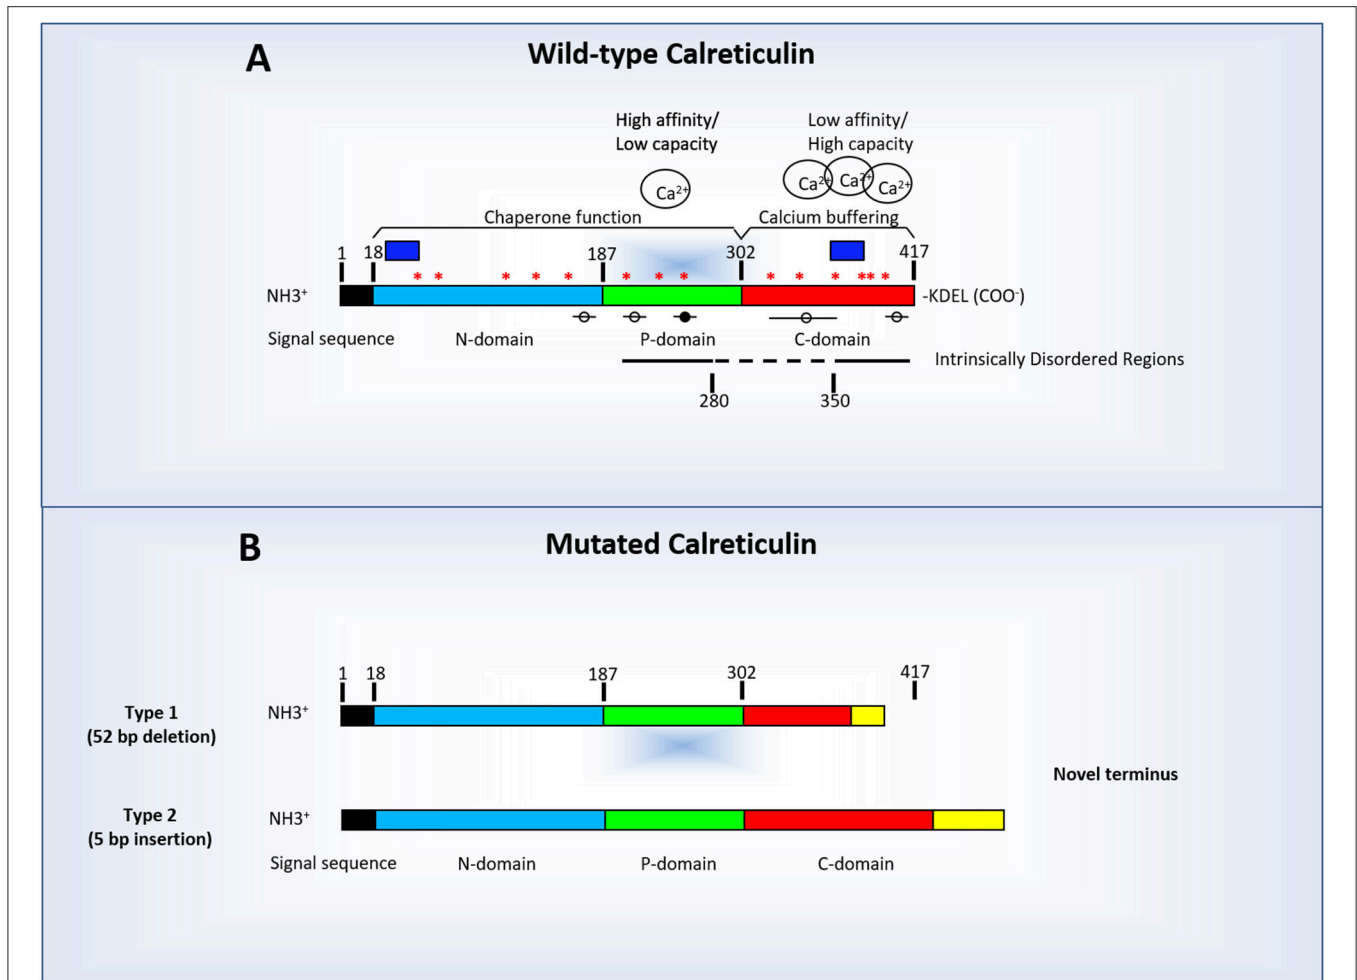 A
Wild-type Calreticulin
High affinity/
Low capacity
Low affinity/
High capacity
Ca2+
Ca2+
Ca2+
Ca2+
Chaperone function
Calcium buffering
1 18 187 302 417
* * * * * * * * * * * * * *
NH3+
-KDEL (COO-)
Signal sequence
N-domain
P-domain
C-domain
Intrinsically Disordered Regions
280
350
B
Mutated Calreticulin
1 18 187 302 417
Type 1
(52 bp deletion)
NH3+
Novel terminus
Type 2
(5 bp insertion)
NH3+
Signal sequence
N-domain
P-domain
C-domain